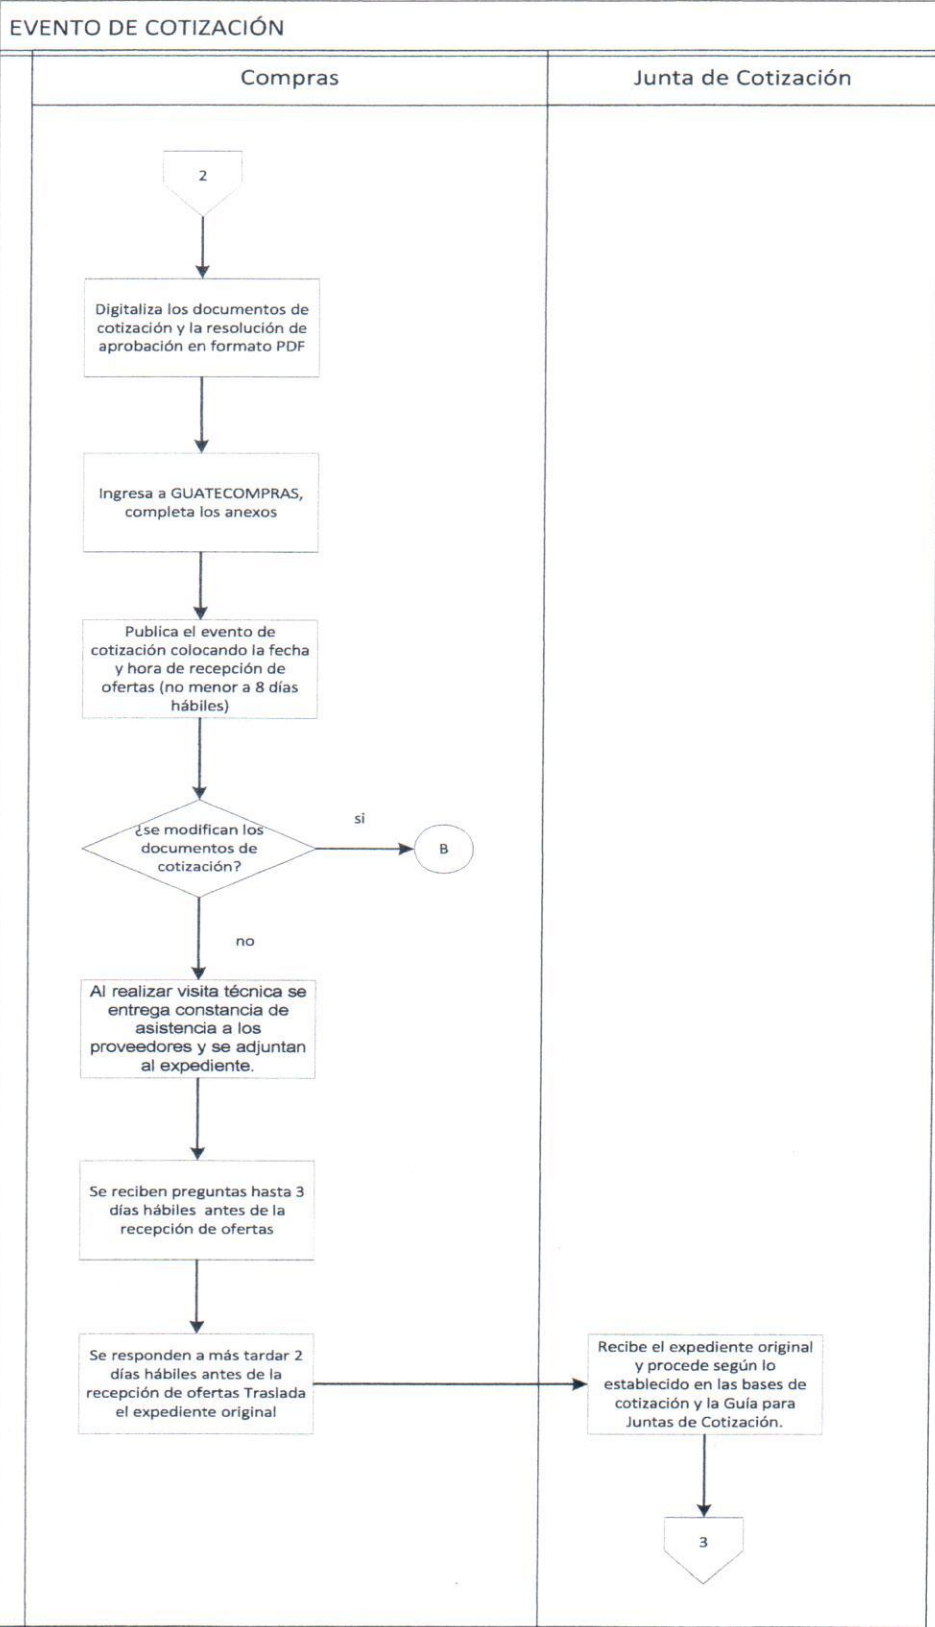 EVENTO DE COTIZACIÓN
Compras
Junta de Cotización
2
Digitaliza los documentos de
cotización y la resolución de
aprobación en formato PDF
Ingresa a GUATECOMPRAS,
completa los anexos
Publica el evento de
cotización colocando la fecha
y hora de recepción de
ofertas (no menor a 8 días
hábiles)
¿se modifican los
documentos de
cotización?
si
B
no
Al realizar visita técnica se
entrega constancia de
asistencia a los
proveedores y se adjuntan
al expediente.
Se reciben preguntas hasta 3
días hábiles antes de la
recepción de ofertas
Se responden a más tardar 2
días hábiles antes de la
recepción de ofertas Traslada
el expediente original
Recibe el expediente original
y procede según lo
establecido en las bases de
cotización y la Guía para
Juntas de Cotización.
3